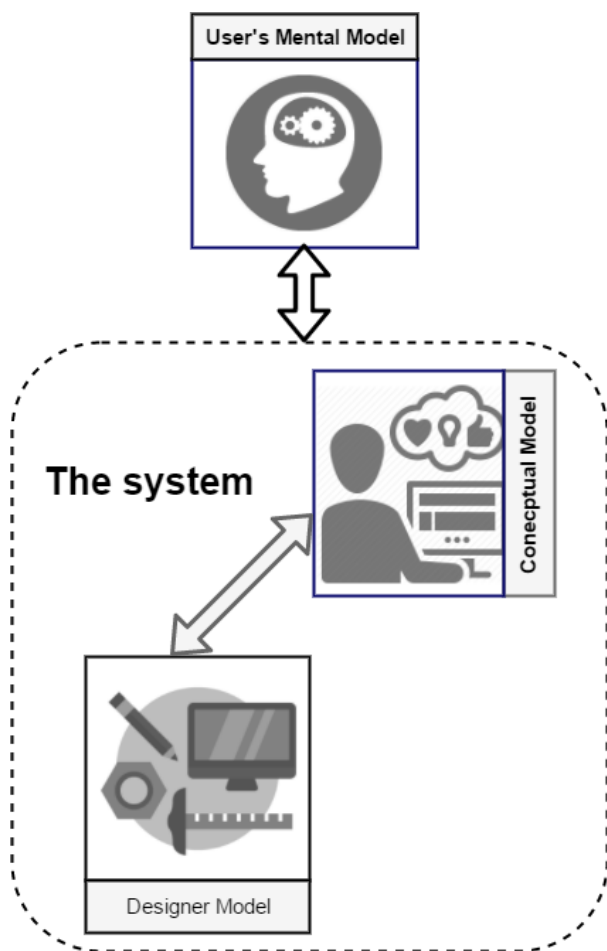 User's Mental Model
The system
Conecptual Model
Designer Model